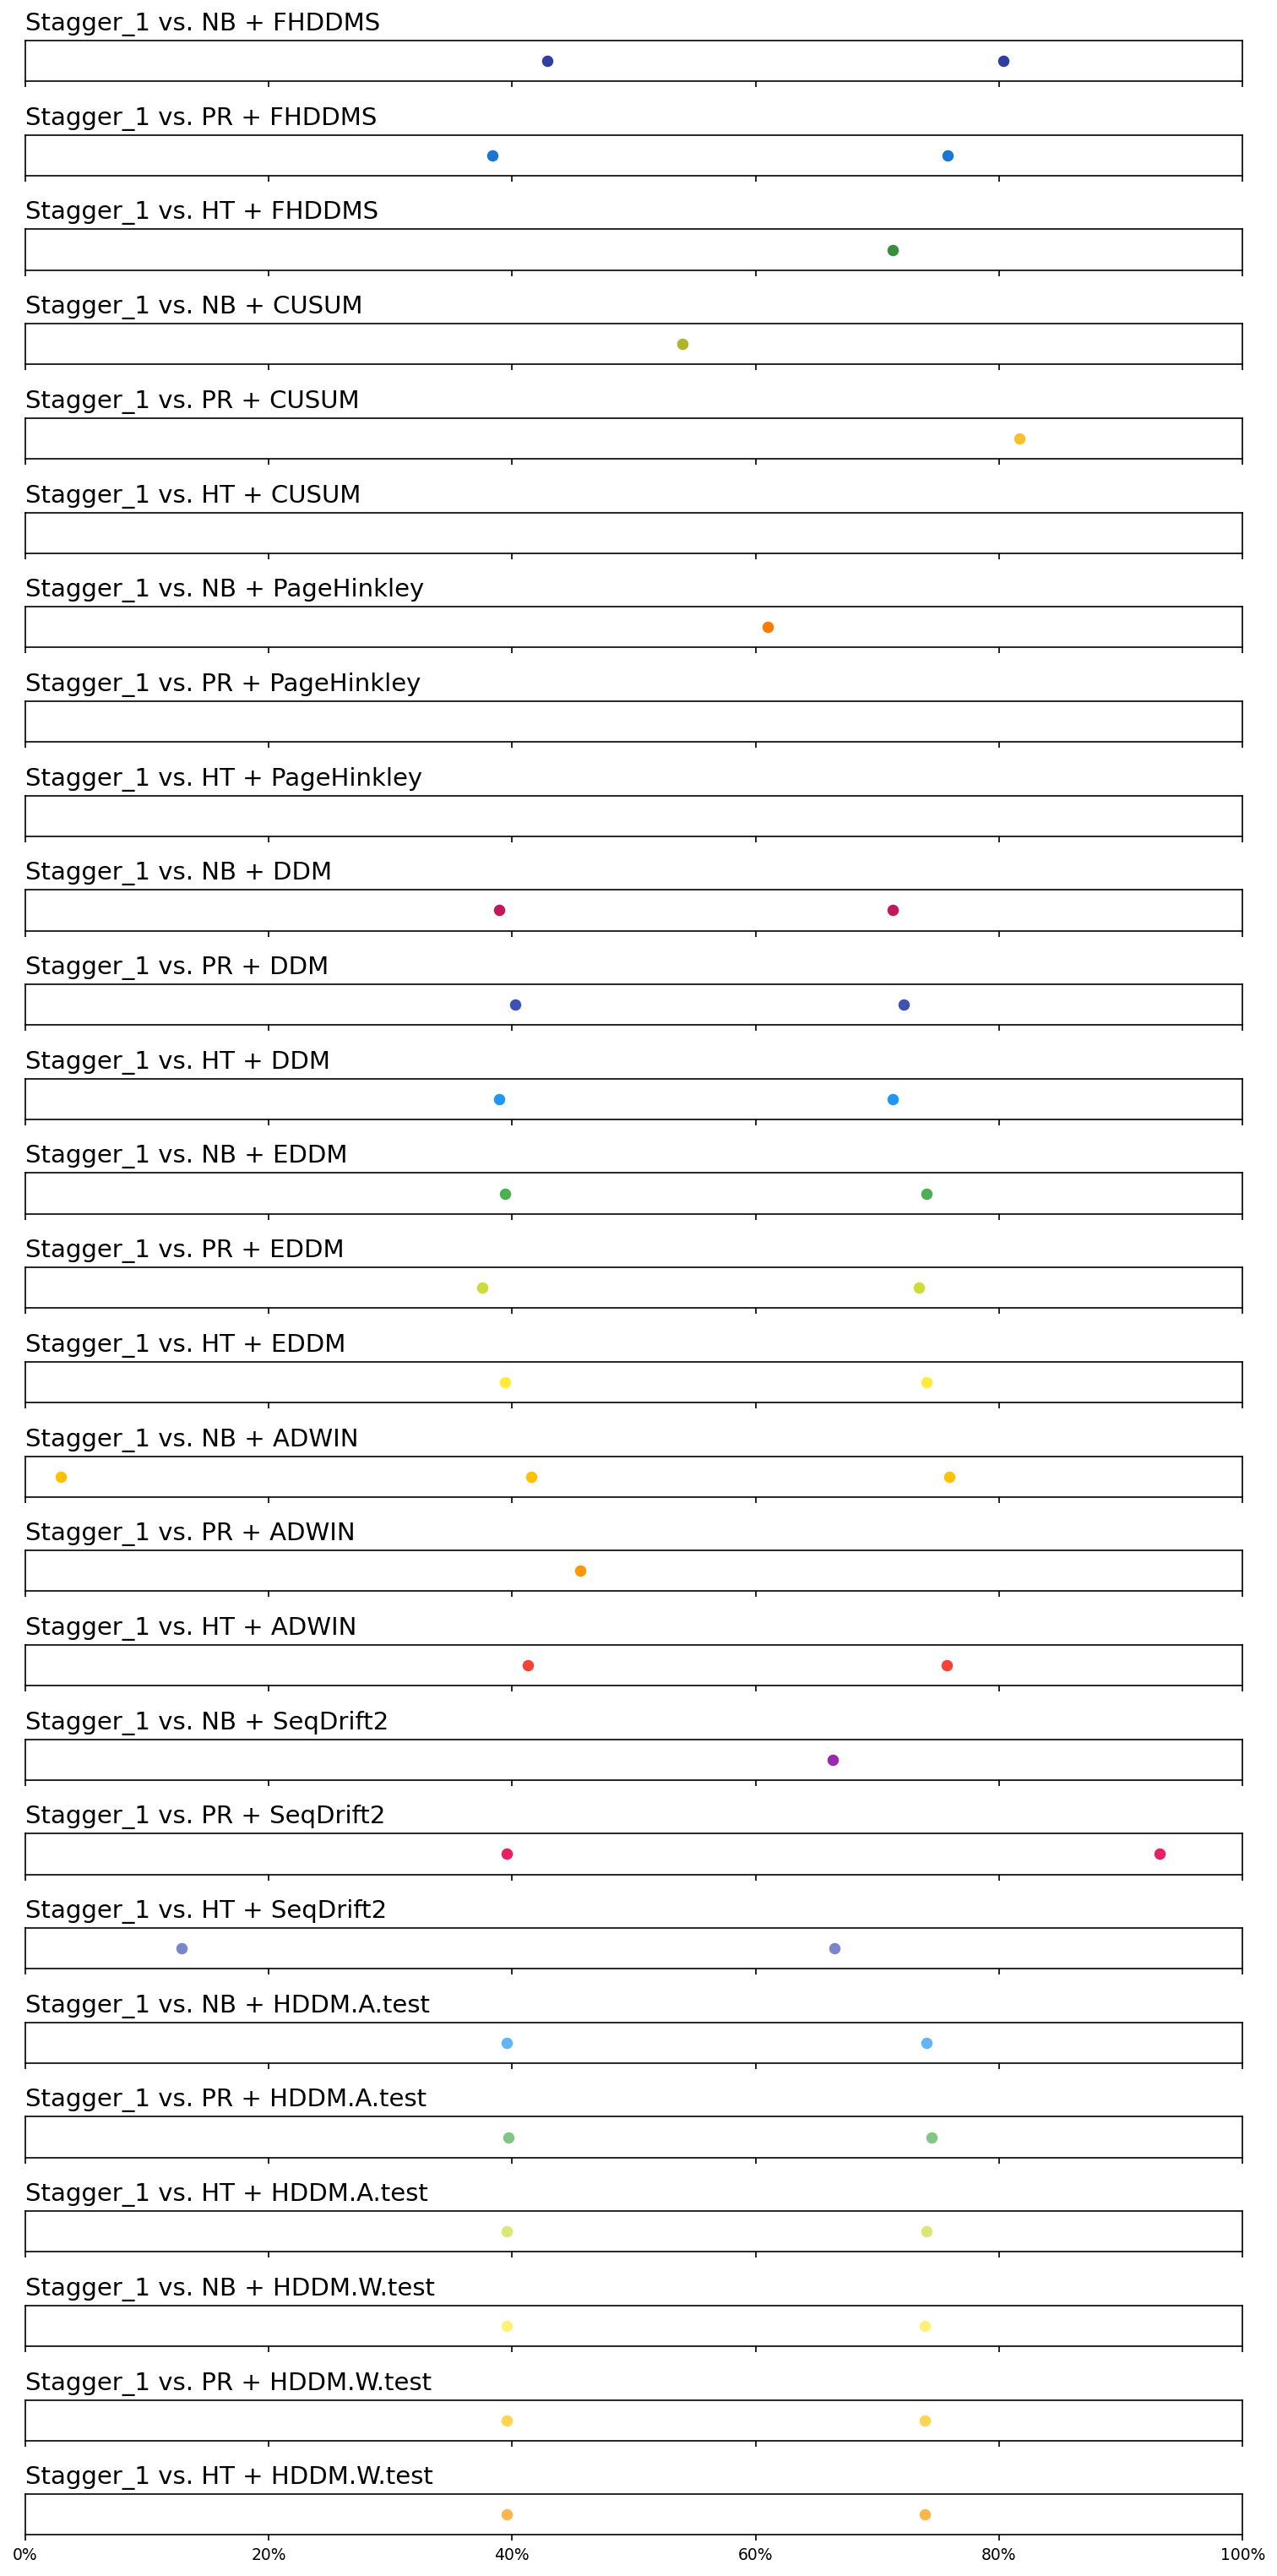 Stagger_1 vs. NB + FHDDMS
Stagger_1 vs. PR + FHDDMS
Stagger_1 vs. HT + FHDDMS
Stagger_1 vs. NB + CUSUM
Stagger_1 vs. PR + CUSUM
Stagger_1 vs. HT + CUSUM
Stagger_1 vs. NB + PageHinkley
Stagger_1 vs. PR + PageHinkley
Stagger_1 vs. HT + PageHinkley
Stagger_1 vs. NB + DDM
Stagger_1 vs. PR + DDM
Stagger_1 vs. HT + DDM
Stagger_1 vs. NB + EDDM
Stagger_1 vs. PR + EDDM
Stagger_1 vs. HT + EDDM
Stagger_1 vs. NB + ADWIN
Stagger_1 vs. PR + ADWIN
Stagger_1 vs. HT + ADWIN
Stagger_1 vs. NB + SeqDrift2
Stagger_1 vs. PR + SeqDrift2
Stagger_1 vs. HT + SeqDrift2
Stagger_1 vs. NB + HDDM.A.test
Stagger_1 vs. PR + HDDM.A.test
Stagger_1 vs. HT + HDDM.A.test
Stagger_1 vs. NB + HDDM.W.test
Stagger_1 vs. PR + HDDM.W.test
Stagger_1 vs. HT + HDDM.W.test
0% 20% 40% 60% 80% 100%